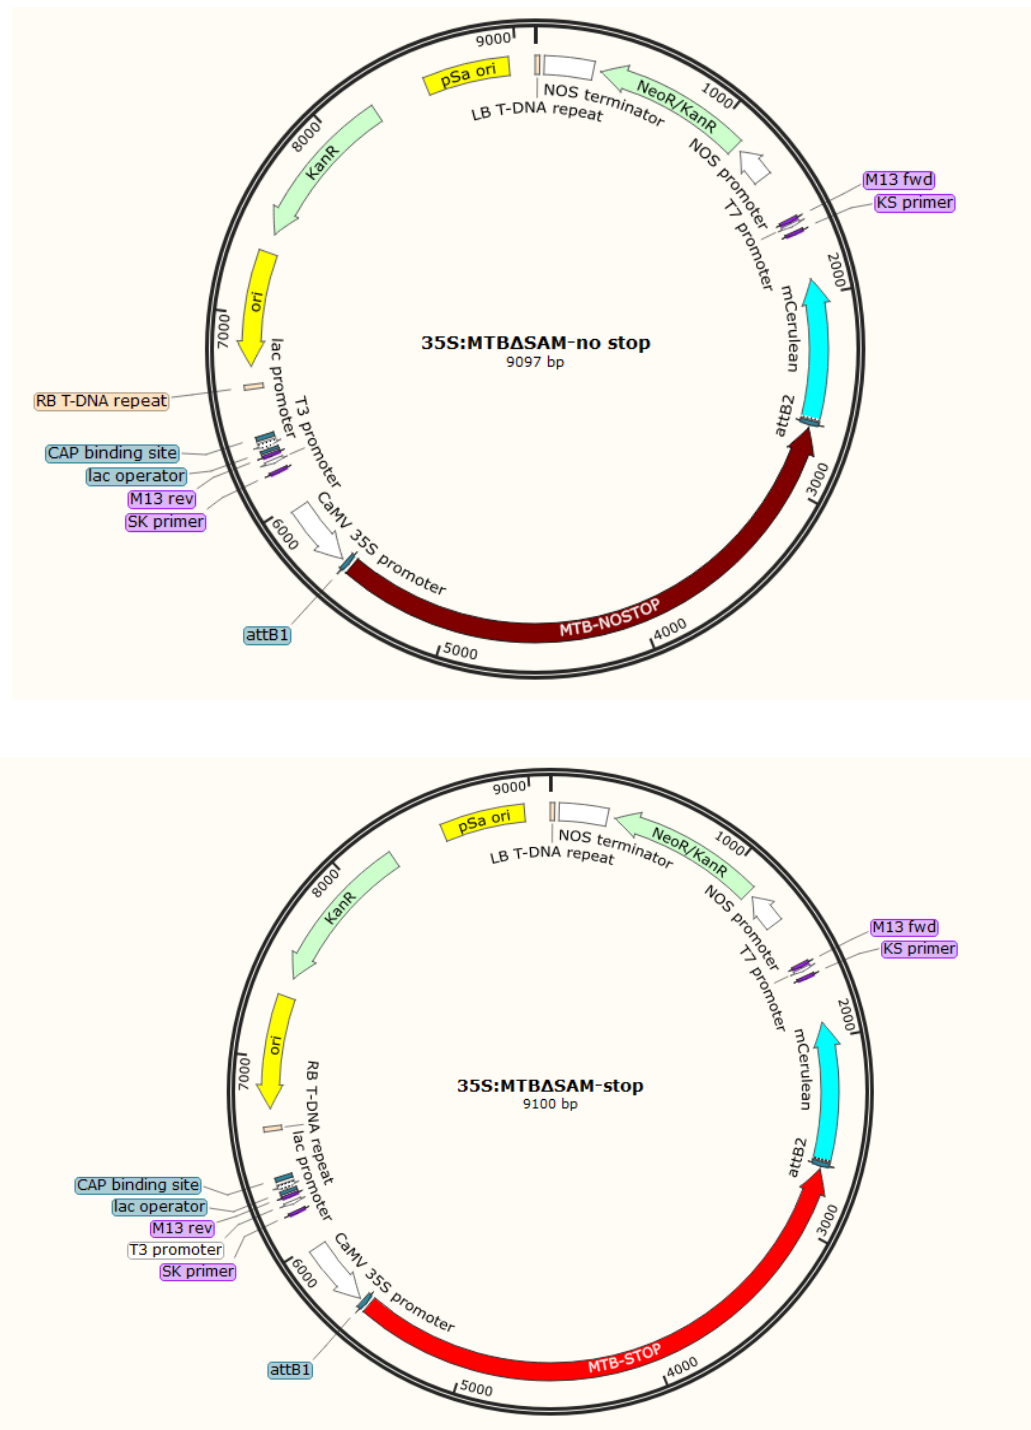 9000
pSa ori
LB T-DNA repeat
NOS terminator
NeoR/KanR
1000
NOS promoter
T7 promoter
M13 fwd
KS primer
2000
mCerulean
attB2
3000
MTB-NOSTOP
4000
5000
attB1
CaMV 35S promoter
6000
SK primer
M13 rev
lac operator
CAP binding site
T3 promoter
lac promoter
RB T-DNA repeat
7000
ori
KanR
8000
35S:MTBΔSAM-no stop
9097 bp
9000
pSa ori
LB T-DNA repeat
NOS terminator
NeoR/KanR
1000
NOS promoter
T7 promoter
M13 fwd
KS primer
2000
mCerulean
attB2
3000
MTB-STOP
4000
5000
attB1
CaMV 35S promoter
6000
SK primer
T3 promoter
M13 rev
lac operator
CAP binding site
lac promoter
RB T-DNA repeat
7000
ori
KanR
8000
35S:MTBΔSAM-stop
9100 bp